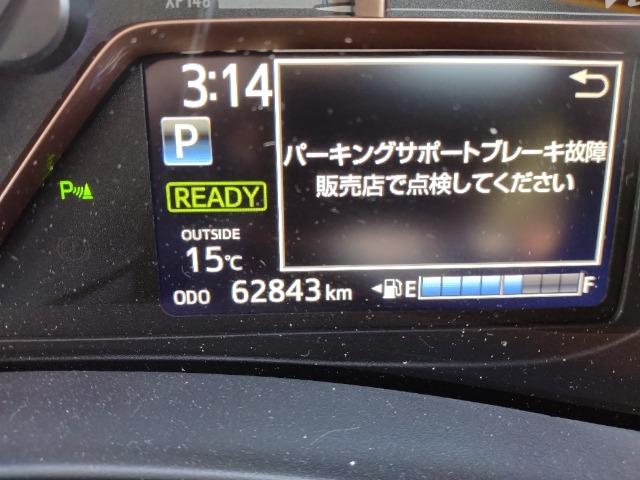 3:14
P
パーキングサポートブレーキ故障
販売店で点検してください
P
READY
OUTSIDE
15℃
ODO 62843 km
E F